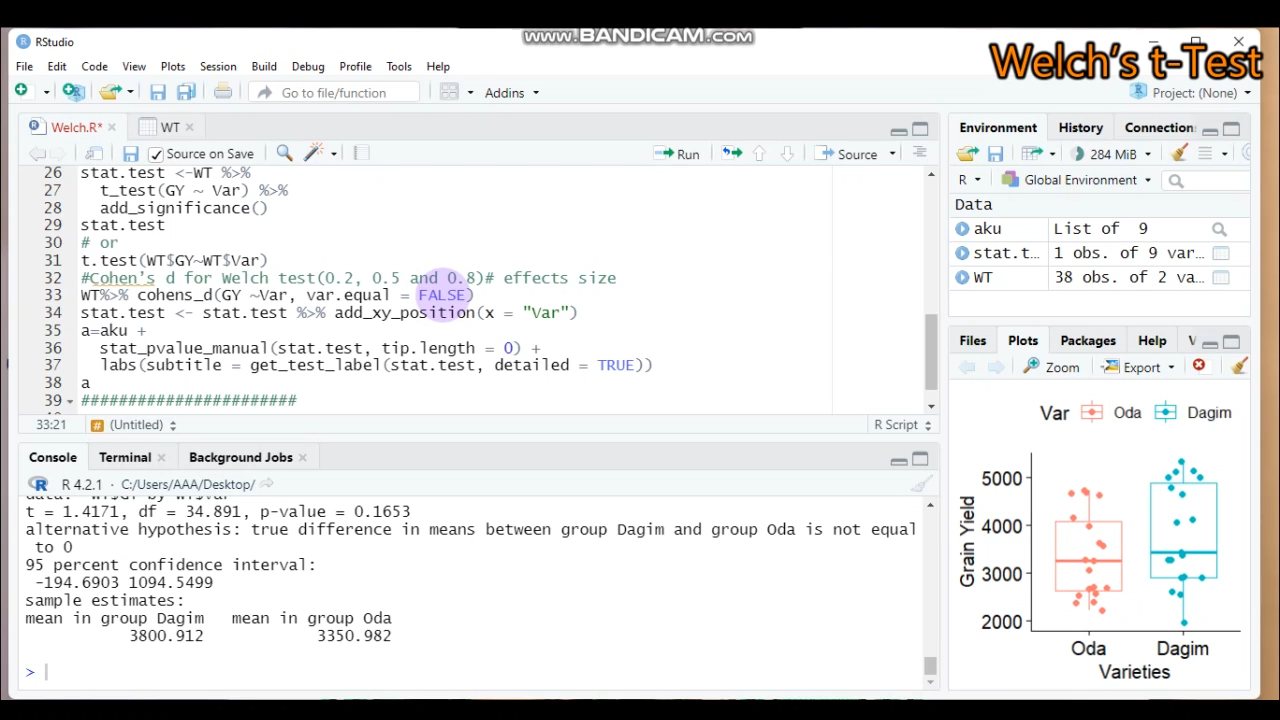 www.BANDICAM.com
RStudio
Welch's t-Test
File Edit Code View Plots Session Build Debug Profile Tools Help
Go to file/function Addins Project: (None)
Welch.R* WT
Source on Save Run Source
26 stat.test <-WT %>%
27 t_test(GY ~ Var) %>%
28 add_significance()
29 stat.test
30 # or
31 t.test(WT$GY~WT$Var)
32 #Cohen's d for Welch test(0.2, 0.5 and 0.8)# effects size
33 WT%>% cohens_d(GY ~Var, var.equal = FALSE)
34 stat.test <- stat.test %>% add_xy_position(x = "Var")
35 a=aku +
36 stat_pvalue_manual(stat.test, tip.length = 0) +
37 labs(subtitle = get_test_label(stat.test, detailed = TRUE))
38 a
39 #######################
33:21 (Untitled) R Script
Console Terminal Background Jobs
R 4.2.1 · C:/Users/AAA/Desktop/
data: WT$GY by WT$Var
t = 1.4171, df = 34.891, p-value = 0.1653
alternative hypothesis: true difference in means between group Dagim and group Oda is not equal
to 0
95 percent confidence interval:
-194.6903 1094.5499
sample estimates:
mean in group Dagim mean in group Oda
3800.912 3350.982
>
Environment History Connection
284 MiB
R Global Environment
Data
aku List of 9
stat.t… 1 obs. of 9 var…
WT 38 obs. of 2 va…
Files Plots Packages Help V
Zoom Export
Var Oda Dagim
5000
4000
3000
2000
Grain Yield
Oda Dagim
Varieties